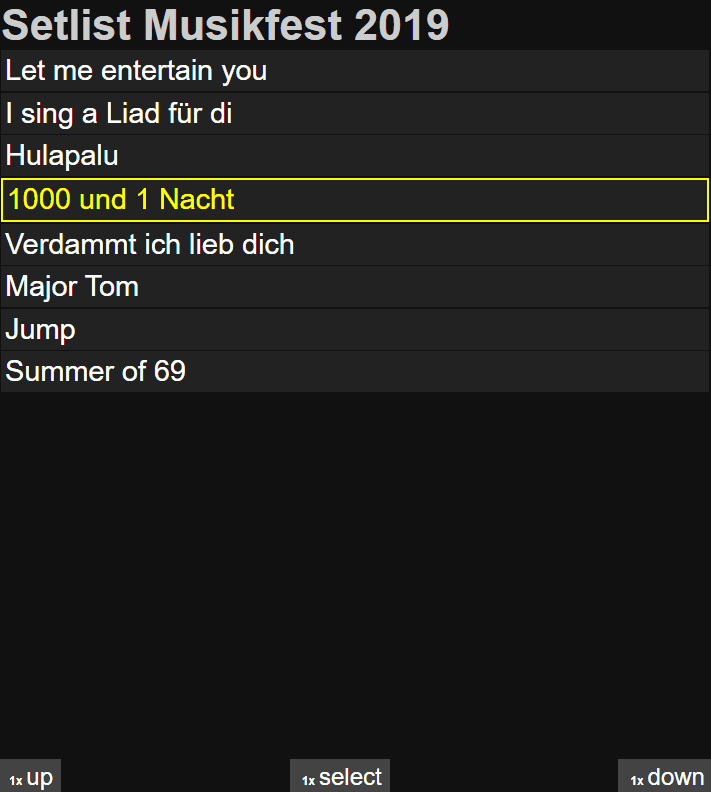 Setlist Musikfest 2019
Let me entertain you
I sing a Liad für di
Hulapalu
1000 und 1 Nacht
Verdammt ich lieb dich
Major Tom
Jump
Summer of 69
1x up 1x select 1x down